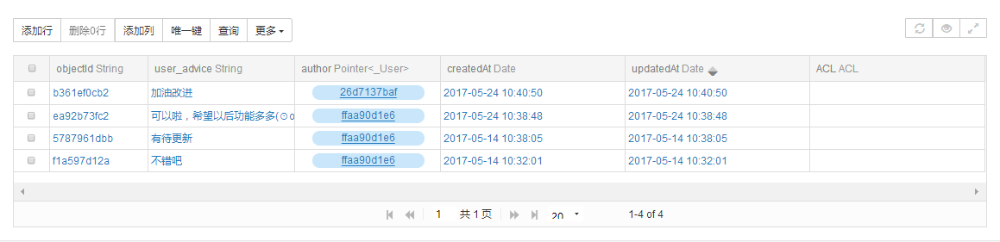 添加行 删除0行 添加列 唯一键 查询 更多
objectId String user_advice String author Pointer<_User> createdAt Date updatedAt Date ACL ACL
b361ef0cb2 加油改进 26d7137baf 2017-05-24 10:40:50 2017-05-24 10:40:50
ea92b73fc2 可以啦，希望以后功能多多(⊙o ffaa90d1e6 2017-05-24 10:38:48 2017-05-24 10:38:48
5787961dbb 有待更新 ffaa90d1e6 2017-05-14 10:38:05 2017-05-14 10:38:05
f1a597d12a 不错吧 ffaa90d1e6 2017-05-14 10:32:01 2017-05-14 10:32:01
1 共 1 页 20 1-4 of 4